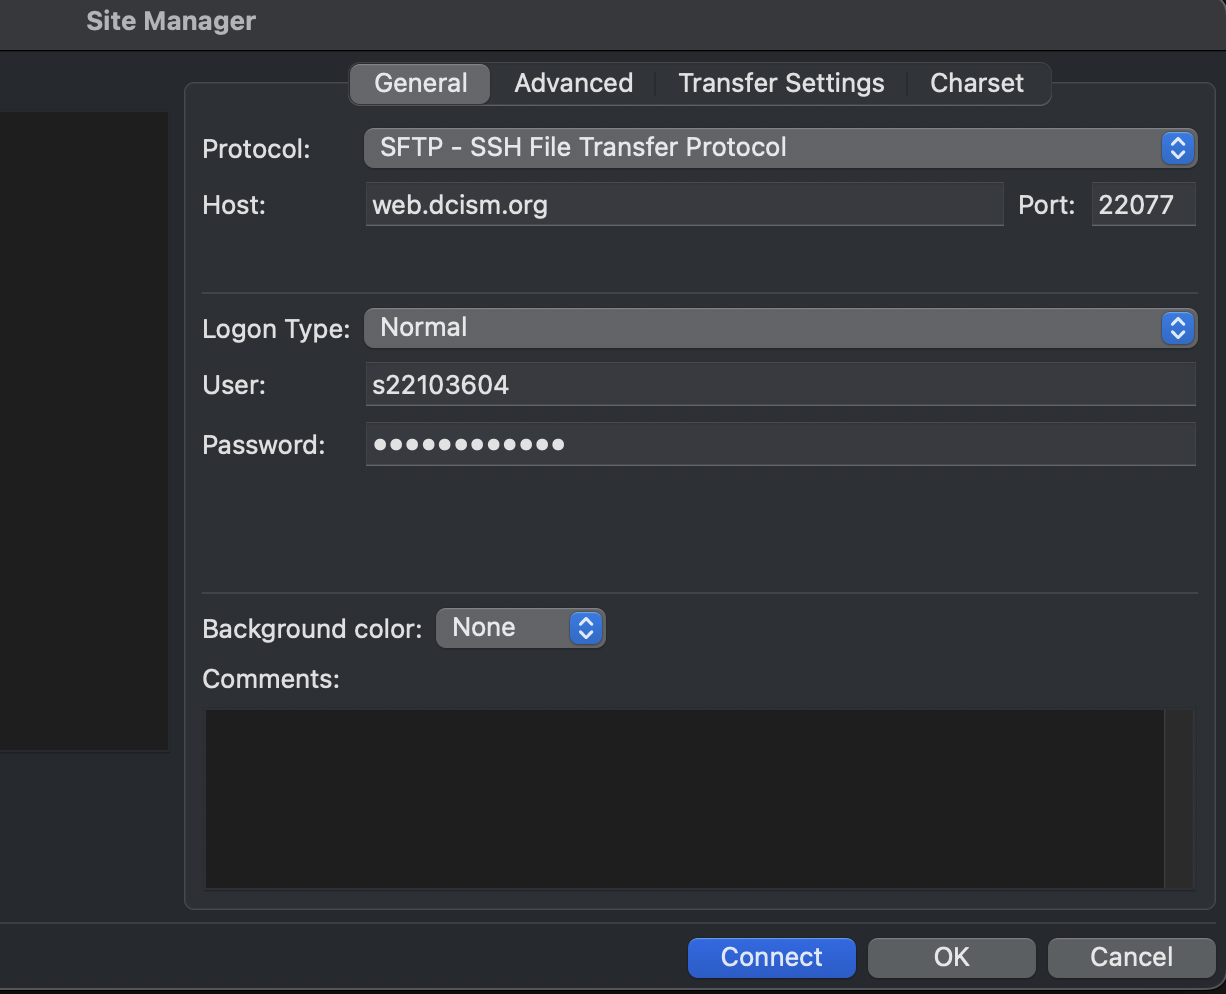 Site Manager
General Advanced Transfer Settings Charset
Protocol: SFTP - SSH File Transfer Protocol
Host: web.dcism.org Port: 22077
Logon Type: Normal
User: s22103604
Password: ●●●●●●●●●●●●
Background color: None
Comments:
Connect OK Cancel